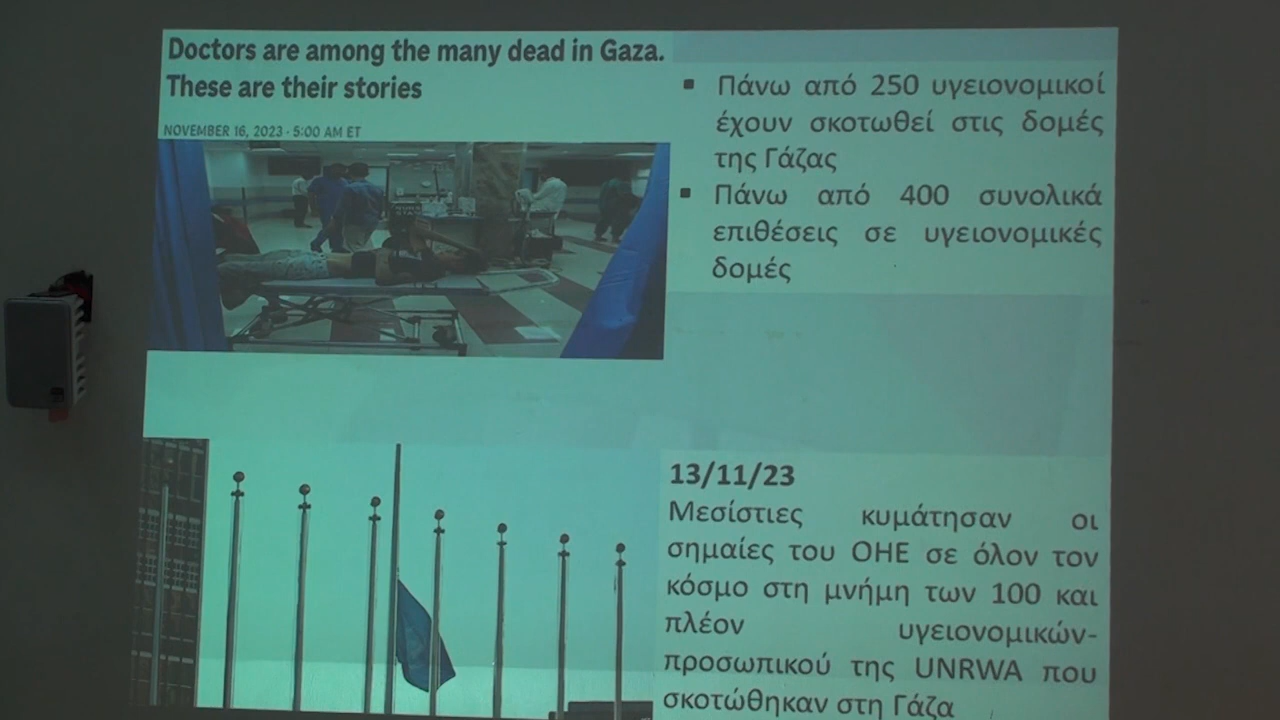 Doctors are among the many dead in Gaza.
These are their stories
NOVEMBER 16, 2023 · 5:00 AM ET
▪ Πάνω από 250 υγειονομικοί
έχουν σκοτωθεί στις δομές
της Γάζας
▪ Πάνω από 400 συνολικά
επιθέσεις σε υγειονομικές
δομές
13/11/23
Μεσίστιες κυμάτησαν οι
σημαίες του ΟΗΕ σε όλον τον
κόσμο στη μνήμη των 100 και
πλέον υγειονομικών-
προσωπικού της UNRWA που
σκοτώθηκαν στη Γάζα